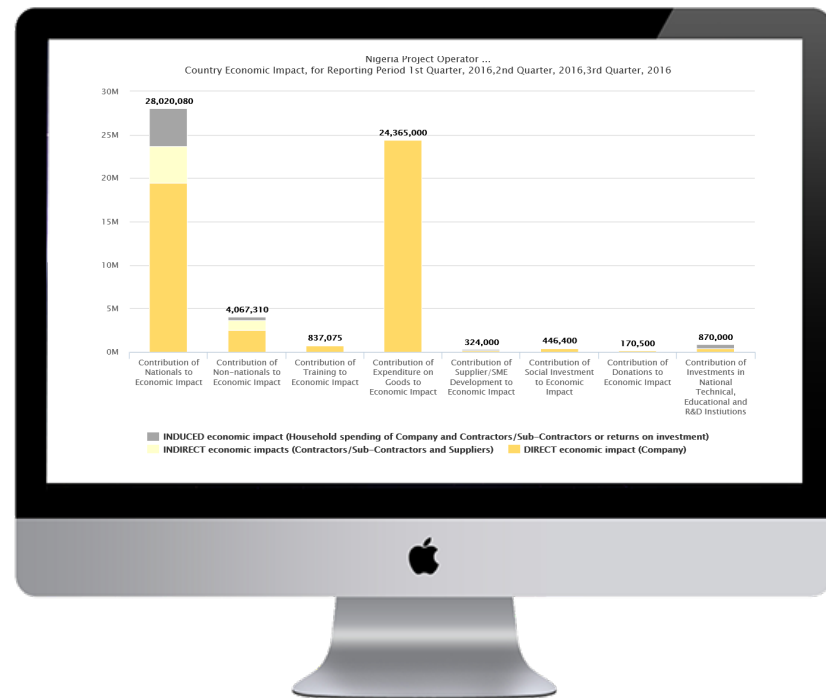 Nigeria Project Operator ...
Country Economic Impact, for Reporting Period 1st Quarter, 2016,2nd Quarter, 2016,3rd Quarter, 2016
30M
28,020,080
25M
24,365,000
20M
15M
10M
5M
4,067,310
837,075
324,000
446,400
170,500
870,000
0M
Contribution of
Nationals to
Economic Impact
Contribution of
Non-nationals to
Economic Impact
Contribution of
Training to
Economic Impact
Contribution of
Expenditure on
Goods to
Economic Impact
Contribution of
Supplier/SME
Development to
Economic Impact
Contribution of
Social Investment
to Economic
Impact
Contribution of
Donations to
Economic Impact
Contribution of
Investments in
National
Technical,
Educational and
R&D Instiutions
INDUCED economic impact (Household spending of Company and Contractors/Sub-Contractors or returns on investment)
INDIRECT economic impacts (Contractors/Sub-Contractors and Suppliers)
DIRECT economic impact (Company)